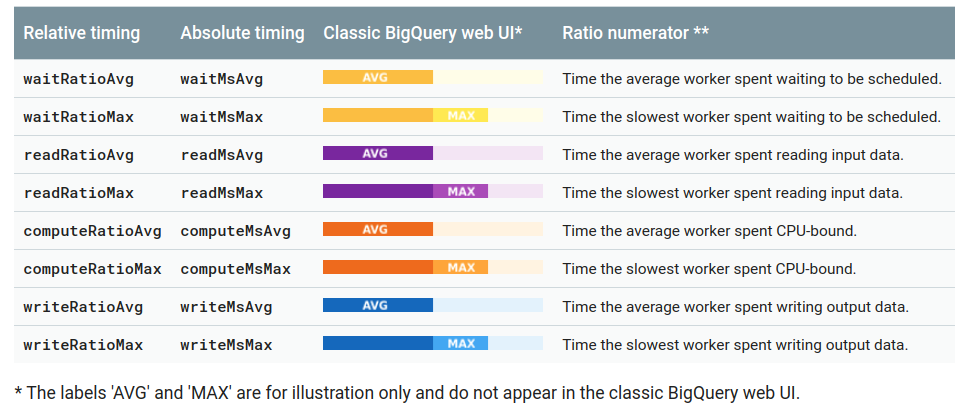 Relative timing Absolute timing Classic BigQuery web UI* Ratio numerator **
waitRatioAvg waitMsAvg AVG Time the average worker spent waiting to be scheduled.
waitRatioMax waitMsMax MAX Time the slowest worker spent waiting to be scheduled.
readRatioAvg readMsAvg AVG Time the average worker spent reading input data.
readRatioMax readMsMax MAX Time the slowest worker spent reading input data.
computeRatioAvg computeMsAvg AVG Time the average worker spent CPU-bound.
computeRatioMax computeMsMax MAX Time the slowest worker spent CPU-bound.
writeRatioAvg writeMsAvg AVG Time the average worker spent writing output data.
writeRatioMax writeMsMax MAX Time the slowest worker spent writing output data.
* The labels 'AVG' and 'MAX' are for illustration only and do not appear in the classic BigQuery web UI.